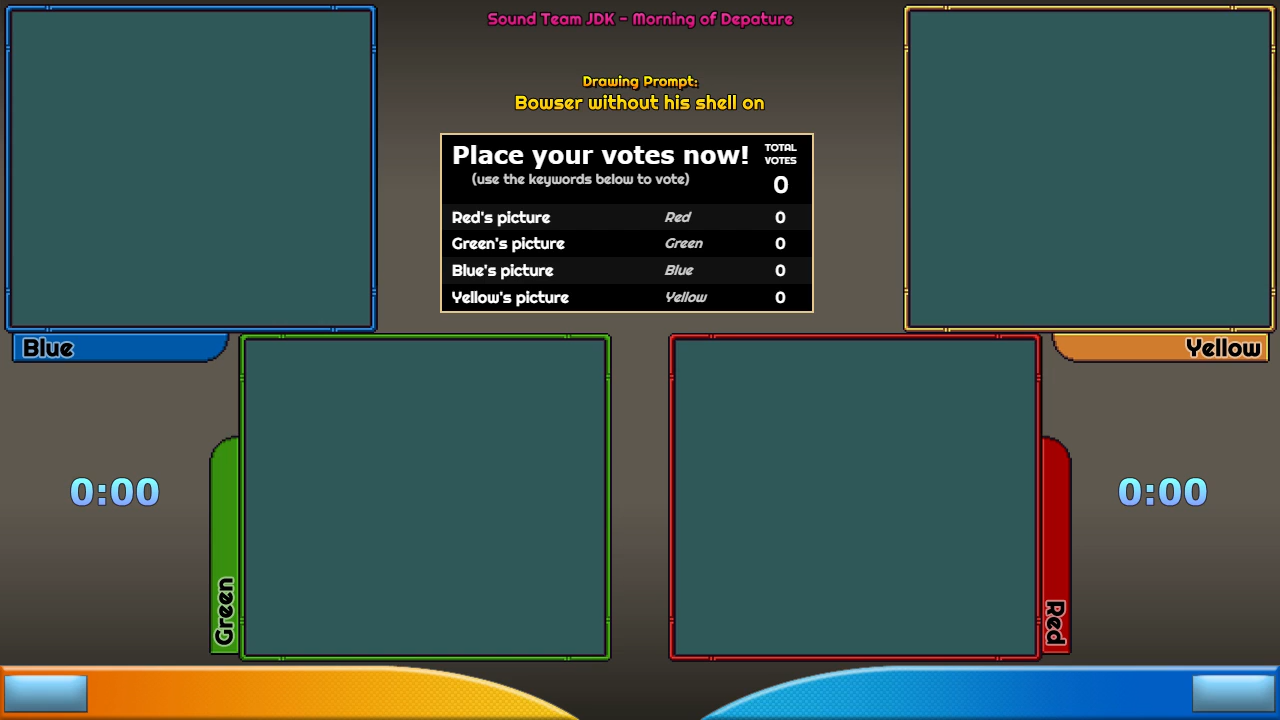 Sound Team JDK - Morning of Depature
Drawing Prompt:
Bowser without his shell on
Place your votes now!
TOTAL VOTES
(use the keywords below to vote)
0
Red's picture Red 0
Green's picture Green 0
Blue's picture Blue 0
Yellow's picture Yellow 0
Blue
Yellow
0:00
0:00
Green
Red